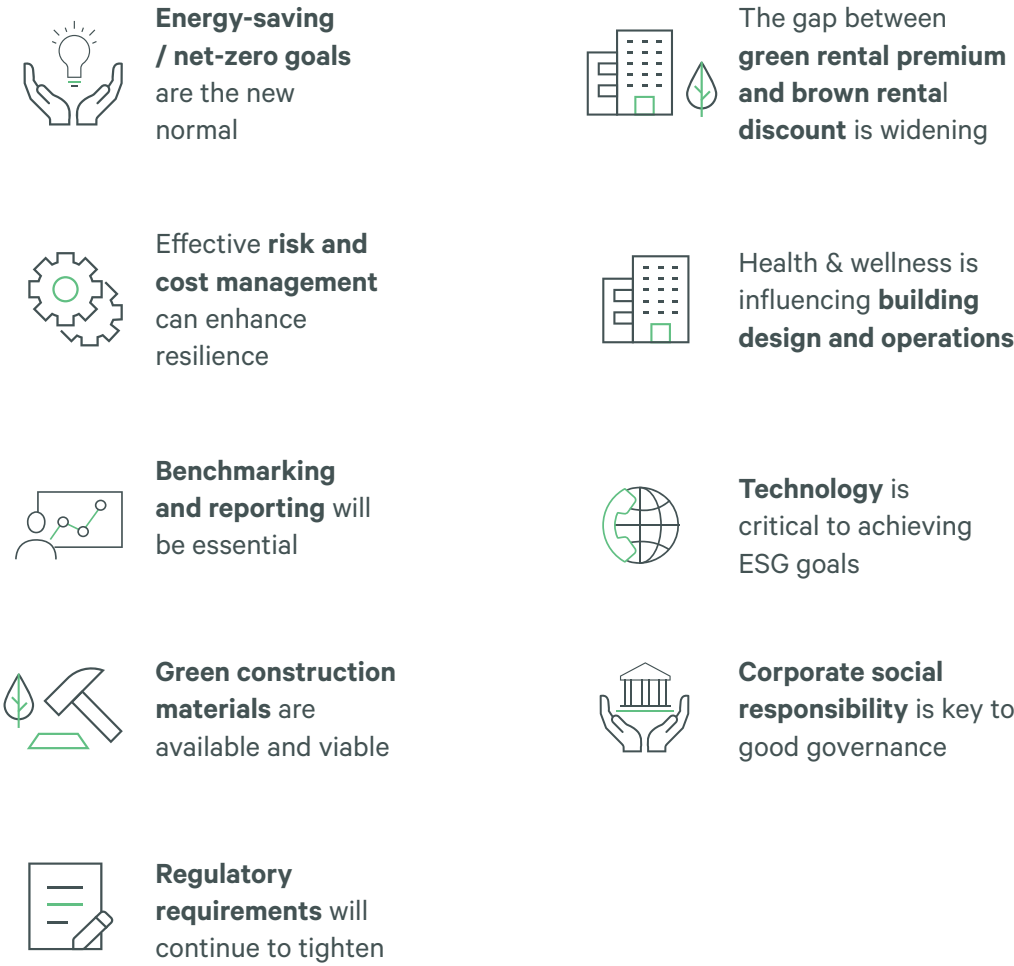 Energy-saving
/ net-zero goals
are the new
normal
Effective risk and
cost management
can enhance
resilience
Benchmarking
and reporting will
be essential
Green construction
materials are
available and viable
Regulatory
requirements will
continue to tighten
The gap between
green rental premium
and brown rental
discount is widening
Health & wellness is
influencing building
design and operations
Technology is
critical to achieving
ESG goals
Corporate social
responsibility is key to
good governance